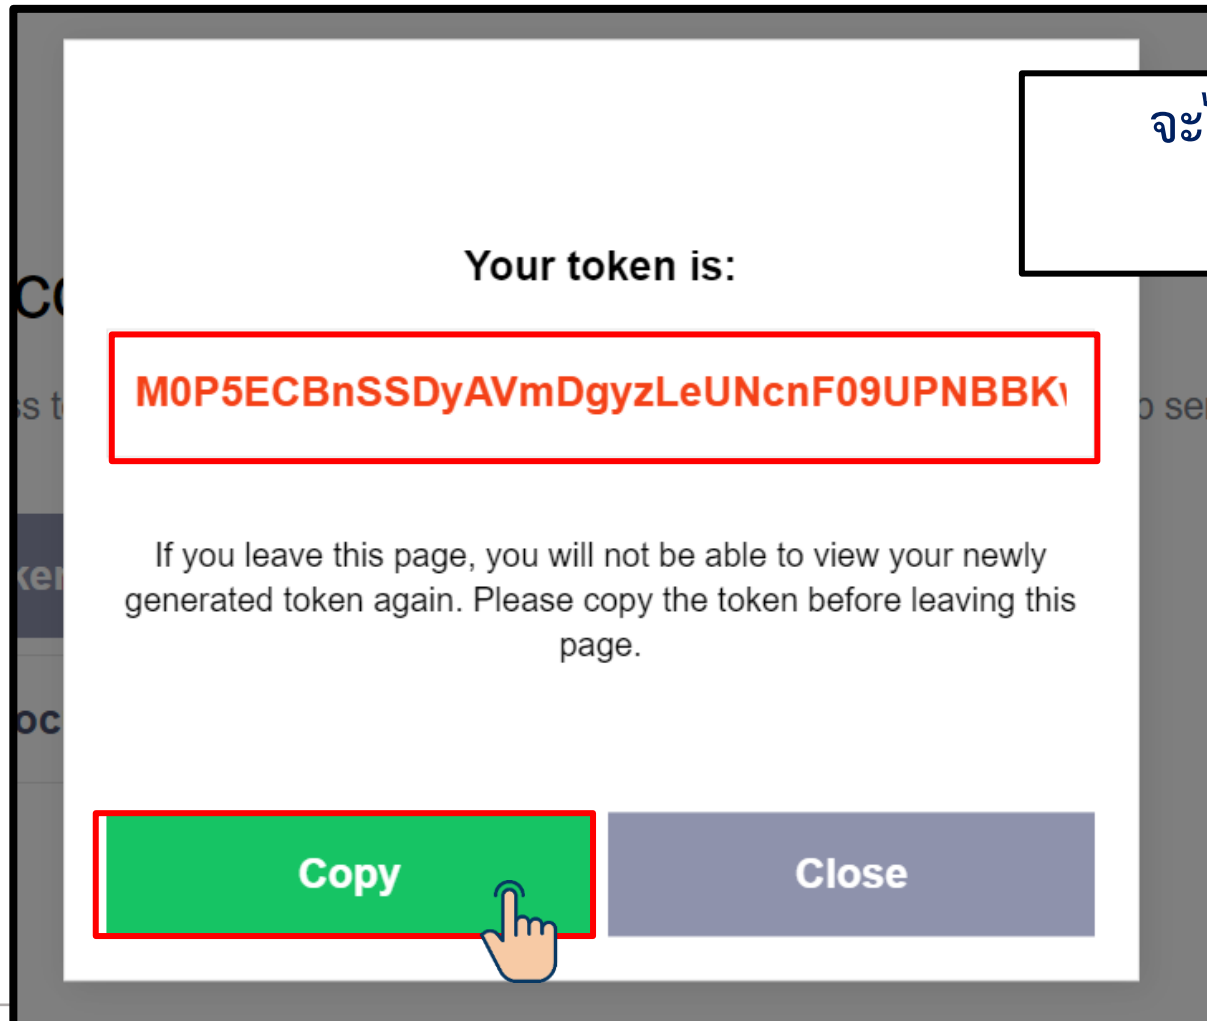 Your token is:
M0P5ECBnSSDyAVmDgyzLeUNcnF09UPNBBK
If you leave this page, you will not be able to view your newly
generated token again. Please copy the token before leaving this
page.
Copy
Close